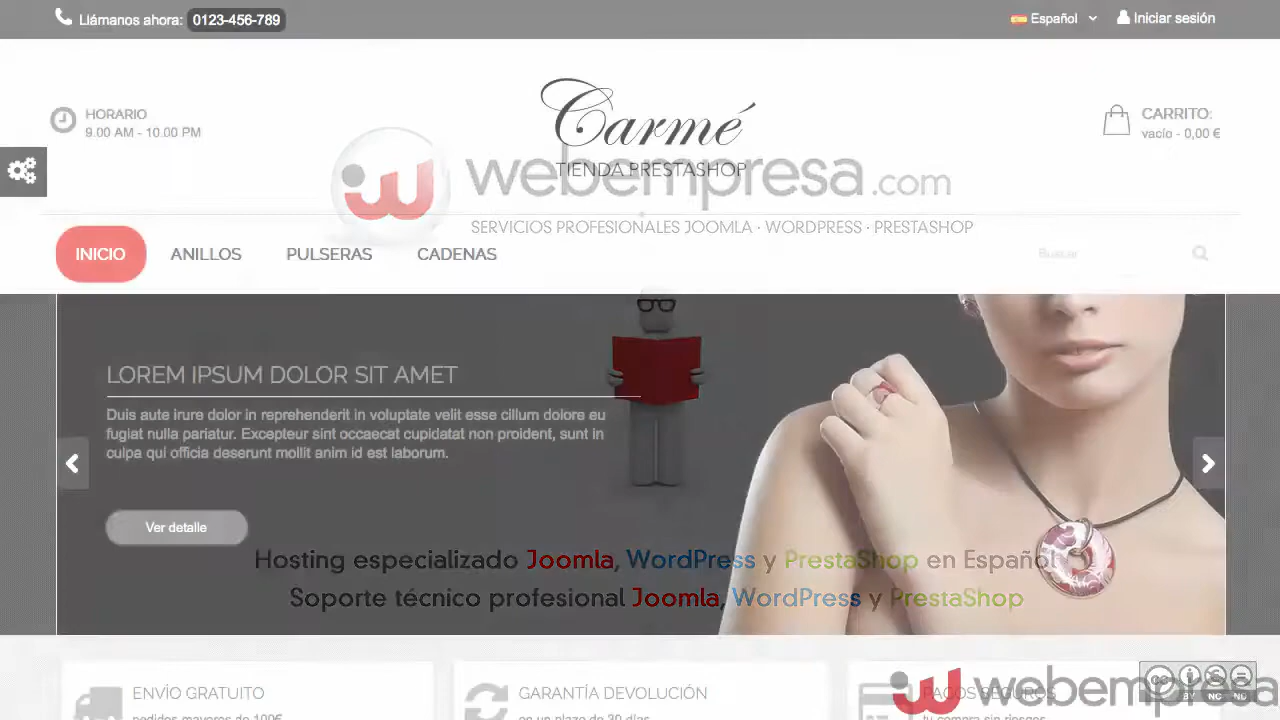 Llámanos ahora: 0123-456-789
Español
Iniciar sesión
HORARIO
9.00 AM - 10.00 PM
Carmé
TIENDA PRESTASHOP
CARRITO:
vacío - 0,00 €
webempresa.com
SERVICIOS PROFESIONALES JOOMLA · WORDPRESS · PRESTASHOP
INICIO
ANILLOS
PULSERAS
CADENAS
Buscar
LOREM IPSUM DOLOR SIT AMET
Duis aute irure dolor in reprehenderit in voluptate velit esse cillum dolore eu
fugiat nulla pariatur. Excepteur sint occaecat cupidatat non proident, sunt in
culpa qui officia deserunt mollit anim id est laborum.
Ver detalle
Hosting especializado Joomla, WordPress y PrestaShop en Español
Soporte técnico profesional Joomla, WordPress y PrestaShop
ENVÍO GRATUITO
pedidos mayores de 100€
GARANTÍA DEVOLUCIÓN
en un plazo de 30 días
PAGOS SEGUROS
tu compra sin riesgos
webempresa
cc
BY NC ND